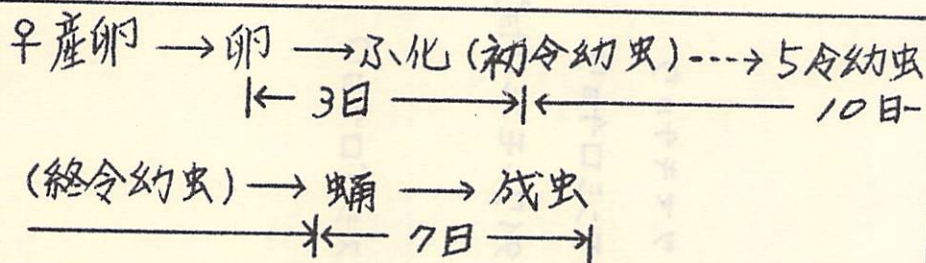 ♀産卵 → 卵 → ふ化 (初令幼虫) ----> 5令幼虫
|← 3日 →|← 10日-
(終令幼虫) → 蛹 → 成虫
→|← 7日 →|